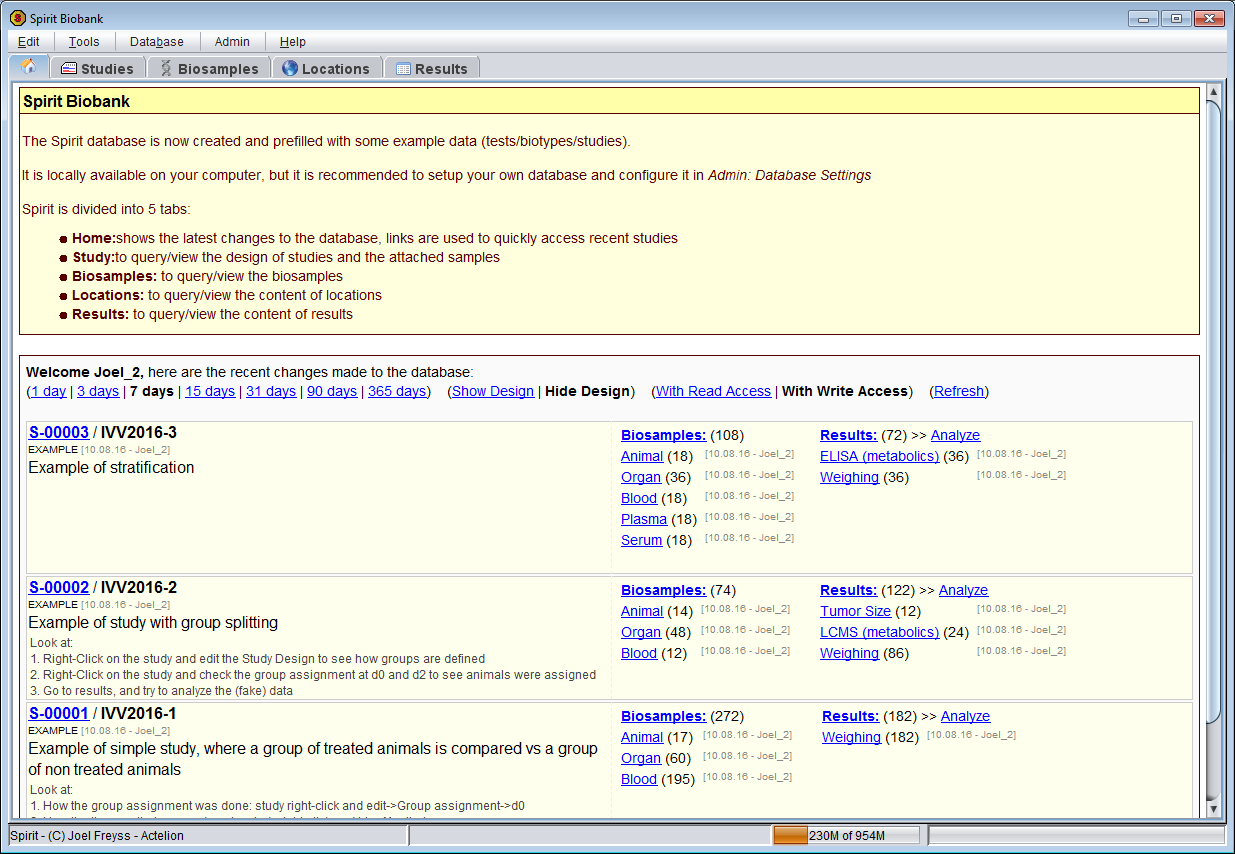 Spirit Biobank
Edit Tools Database Admin Help
Studies Biosamples Locations Results
Spirit Biobank
The Spirit database is now created and prefilled with some example data (tests/biotypes/studies).
It is locally available on your computer, but it is recommended to setup your own database and configure it in Admin: Database Settings
Spirit is divided into 5 tabs:
● Home:shows the latest changes to the database, links are used to quickly access recent studies
● Study:to query/view the design of studies and the attached samples
● Biosamples: to query/view the biosamples
● Locations: to query/view the content of locations
● Results: to query/view the content of results
Welcome Joel_2, here are the recent changes made to the database:
(1 day | 3 days | 7 days | 15 days | 31 days | 90 days | 365 days) (Show Design | Hide Design) (With Read Access | With Write Access) (Refresh)
S-00003 / IVV2016-3
EXAMPLE [10.08.16 - Joel_2]
Example of stratification
Biosamples: (108)
Animal (18) [10.08.16 - Joel_2]
Organ (36) [10.08.16 - Joel_2]
Blood (18) [10.08.16 - Joel_2]
Plasma (18) [10.08.16 - Joel_2]
Serum (18) [10.08.16 - Joel_2]
Results: (72) >> Analyze
ELISA (metabolics) (36) [10.08.16 - Joel_2]
Weighing (36) [10.08.16 - Joel_2]
S-00002 / IVV2016-2
EXAMPLE [10.08.16 - Joel_2]
Example of study with group splitting
Look at:
1. Right-Click on the study and edit the Study Design to see how groups are defined
2. Right-Click on the study and check the group assignment at d0 and d2 to see animals were assigned
3. Go to results, and try to analyze the (fake) data
Biosamples: (74)
Animal (14) [10.08.16 - Joel_2]
Organ (48) [10.08.16 - Joel_2]
Blood (12) [10.08.16 - Joel_2]
Results: (122) >> Analyze
Tumor Size (12) [10.08.16 - Joel_2]
LCMS (metabolics) (24) [10.08.16 - Joel_2]
Weighing (86) [10.08.16 - Joel_2]
S-00001 / IVV2016-1
EXAMPLE [10.08.16 - Joel_2]
Example of simple study, where a group of treated animals is compared vs a group
of non treated animals
Look at:
1. How the group assignment was done: study right-click and edit->Group assignment->d0
Biosamples: (272)
Animal (17) [10.08.16 - Joel_2]
Organ (60) [10.08.16 - Joel_2]
Blood (195) [10.08.16 - Joel_2]
Results: (182) >> Analyze
Weighing (182) [10.08.16 - Joel_2]
Spirit - (C) Joel Freyss - Actelion
230M of 954M